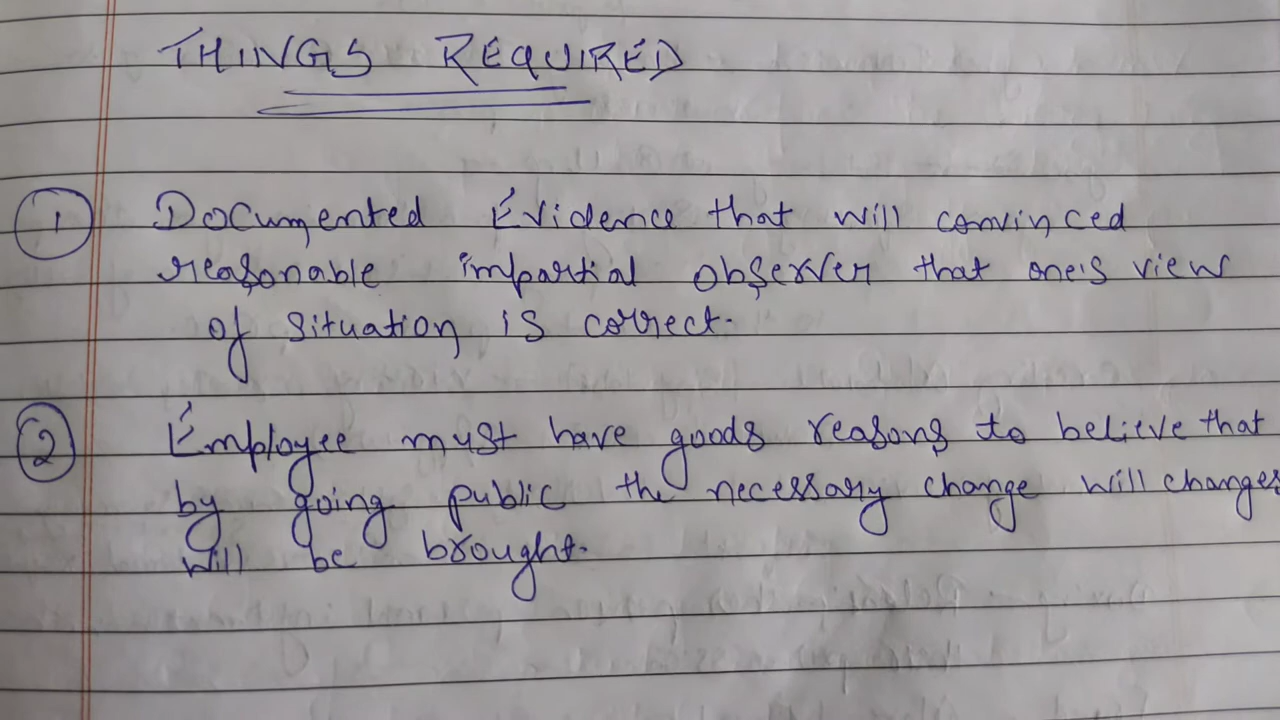 THINGS REQUIRED
1 Documented Evidence that will convinced
reasonable impartial observer that one's view
of situation is correct.
2 Employee must have goods reasons to believe that
by going public the necessary change will changes
will be brought.